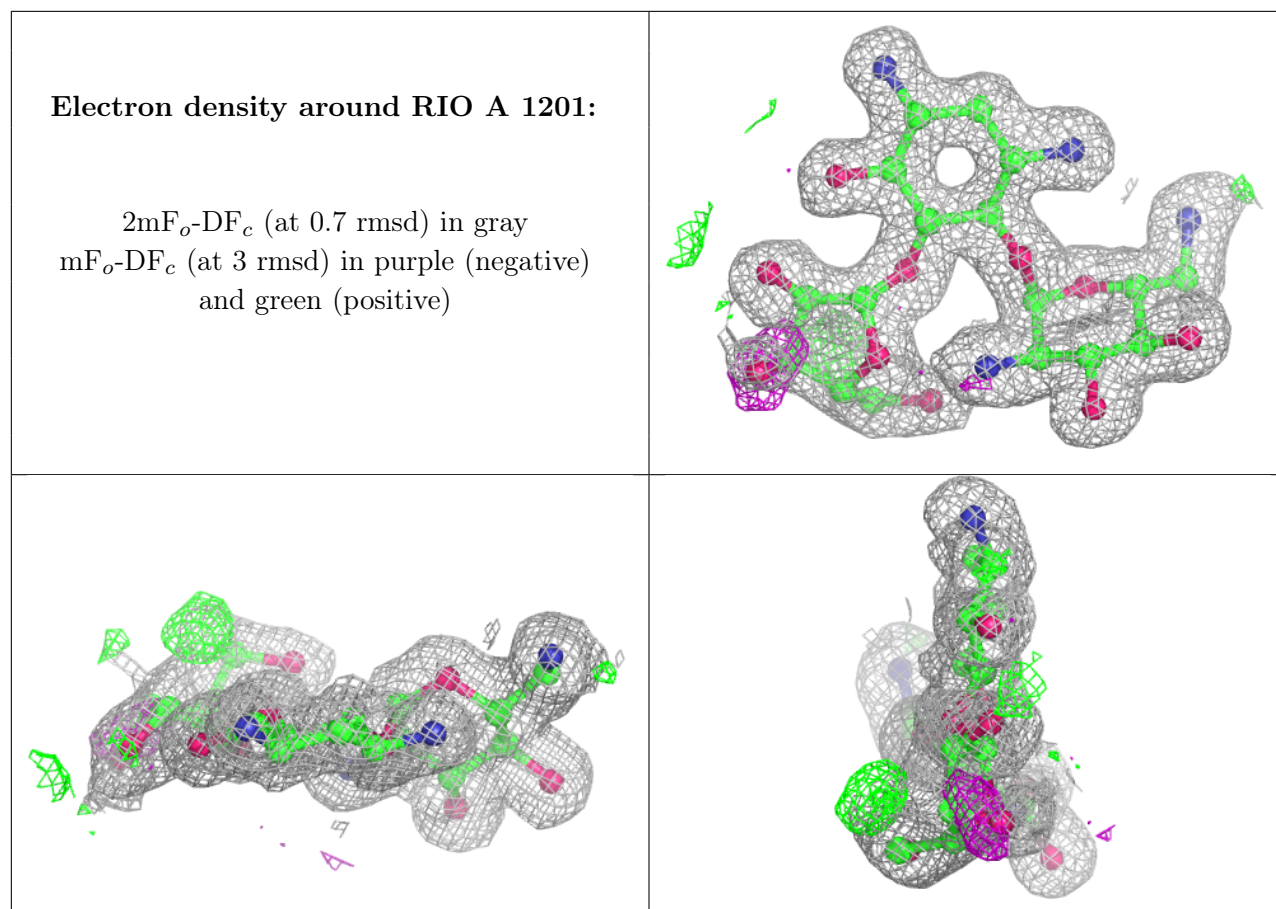 Electron density around RIO A 1201:
2mFo-DFc (at 0.7 rmsd) in gray
mFo-DFc (at 3 rmsd) in purple (negative)
and green (positive)